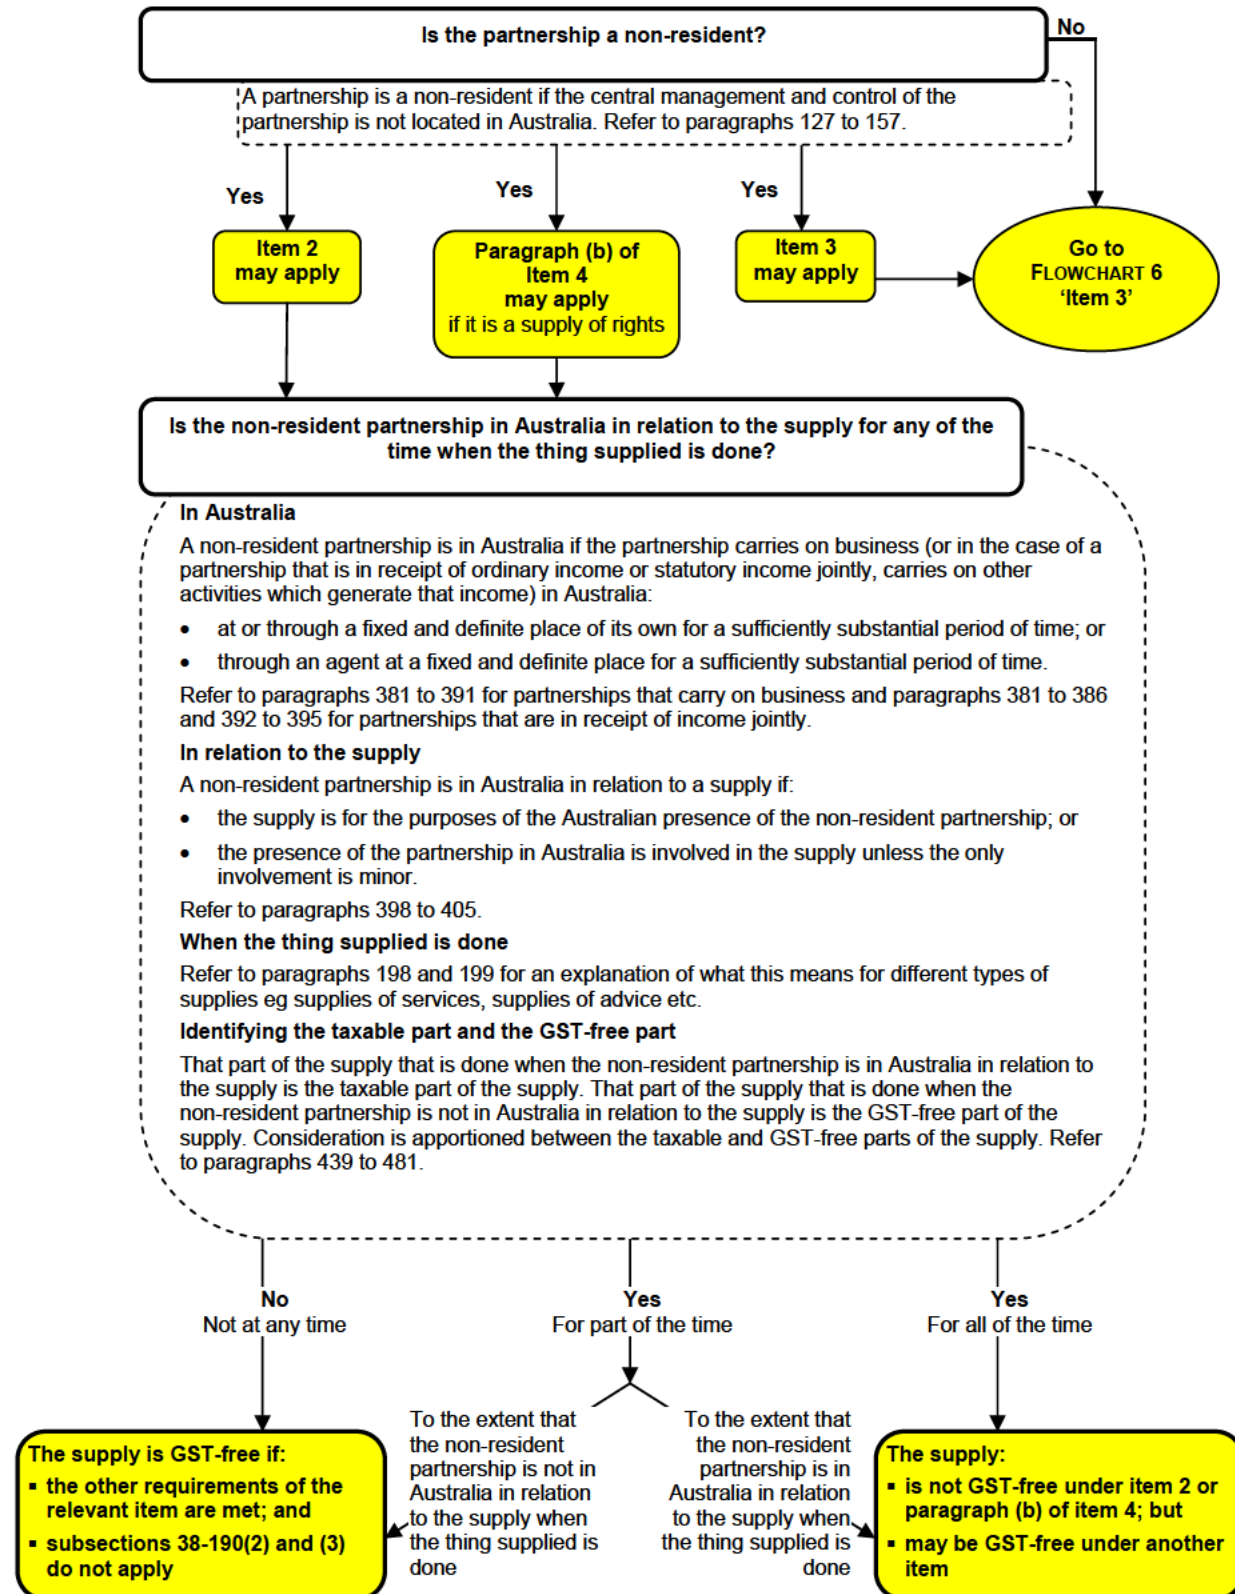 Is the partnership a non-resident?
No
A partnership is a non-resident if the central management and control of the
partnership is not located in Australia. Refer to paragraphs 127 to 157.
Yes
Yes
Yes
Item 2
may apply
Paragraph (b) of
Item 4
may apply
if it is a supply of rights
Item 3
may apply
Go to
FLOWCHART 6
‘Item 3’
Is the non-resident partnership in Australia in relation to the supply for any of the
time when the thing supplied is done?
In Australia
A non-resident partnership is in Australia if the partnership carries on business (or in the case of a
partnership that is in receipt of ordinary income or statutory income jointly, carries on other
activities which generate that income) in Australia:
• at or through a fixed and definite place of its own for a sufficiently substantial period of time; or
• through an agent at a fixed and definite place for a sufficiently substantial period of time.
Refer to paragraphs 381 to 391 for partnerships that carry on business and paragraphs 381 to 386
and 392 to 395 for partnerships that are in receipt of income jointly.
In relation to the supply
A non-resident partnership is in Australia in relation to a supply if:
• the supply is for the purposes of the Australian presence of the non-resident partnership; or
• the presence of the partnership in Australia is involved in the supply unless the only
involvement is minor.
Refer to paragraphs 398 to 405.
When the thing supplied is done
Refer to paragraphs 198 and 199 for an explanation of what this means for different types of
supplies eg supplies of services, supplies of advice etc.
Identifying the taxable part and the GST-free part
That part of the supply that is done when the non-resident partnership is in Australia in relation to
the supply is the taxable part of the supply. That part of the supply that is done when the
non-resident partnership is not in Australia in relation to the supply is the GST-free part of the
supply. Consideration is apportioned between the taxable and GST-free parts of the supply. Refer
to paragraphs 439 to 481.
No
Not at any time
Yes
For part of the time
Yes
For all of the time
The supply is GST-free if:
▪ the other requirements of the
relevant item are met; and
▪ subsections 38-190(2) and (3)
do not apply
To the extent that
the non-resident
partnership is not in
Australia in relation
to the supply when
the thing supplied is
done
To the extent that
the non-resident
partnership is in
Australia in relation
to the supply when
the thing supplied is
done
The supply:
▪ is not GST-free under item 2 or
paragraph (b) of item 4; but
▪ may be GST-free under another
item